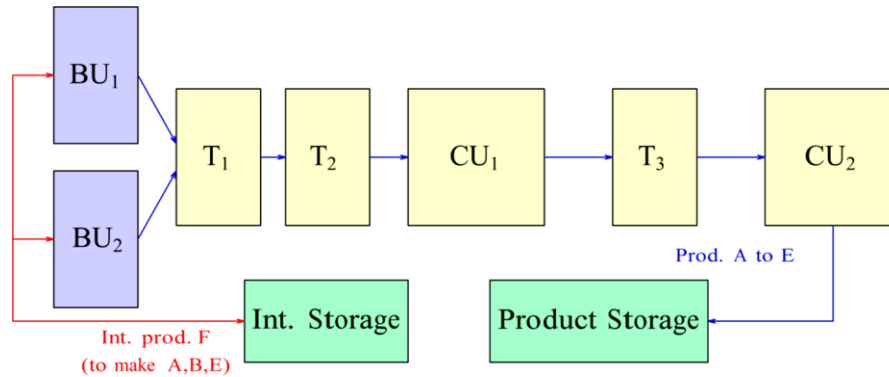 BU₁
T₁
T₂
CU₁
T₃
CU₂
BU₂
Prod. A to E
Int. Storage
Product Storage
Int. prod. F
(to make A,B,E)